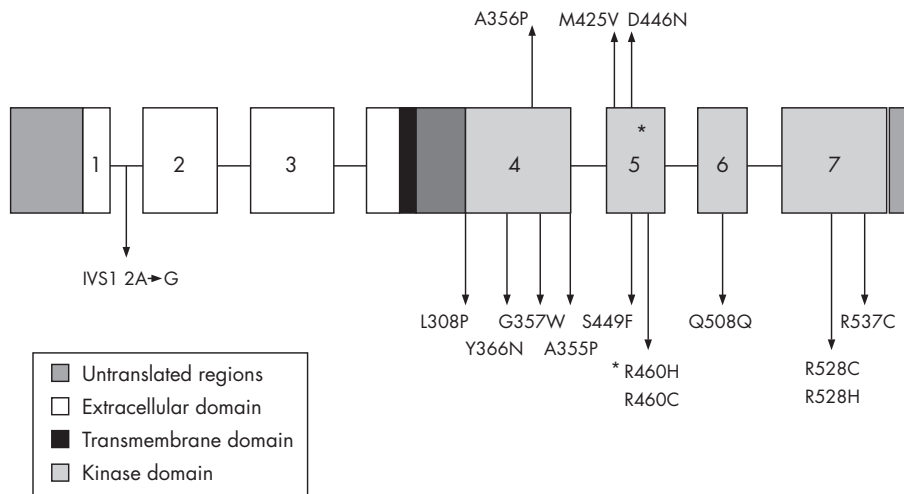 A356P
M425V D446N
*
1 2 3 4 5 6 7
IVS1 2A→G
L308P G357W S449F Q508Q R537C
Y366N A355P
* R460H R528C
R460C R528H
Untranslated regions
Extracellular domain
Transmembrane domain
Kinase domain